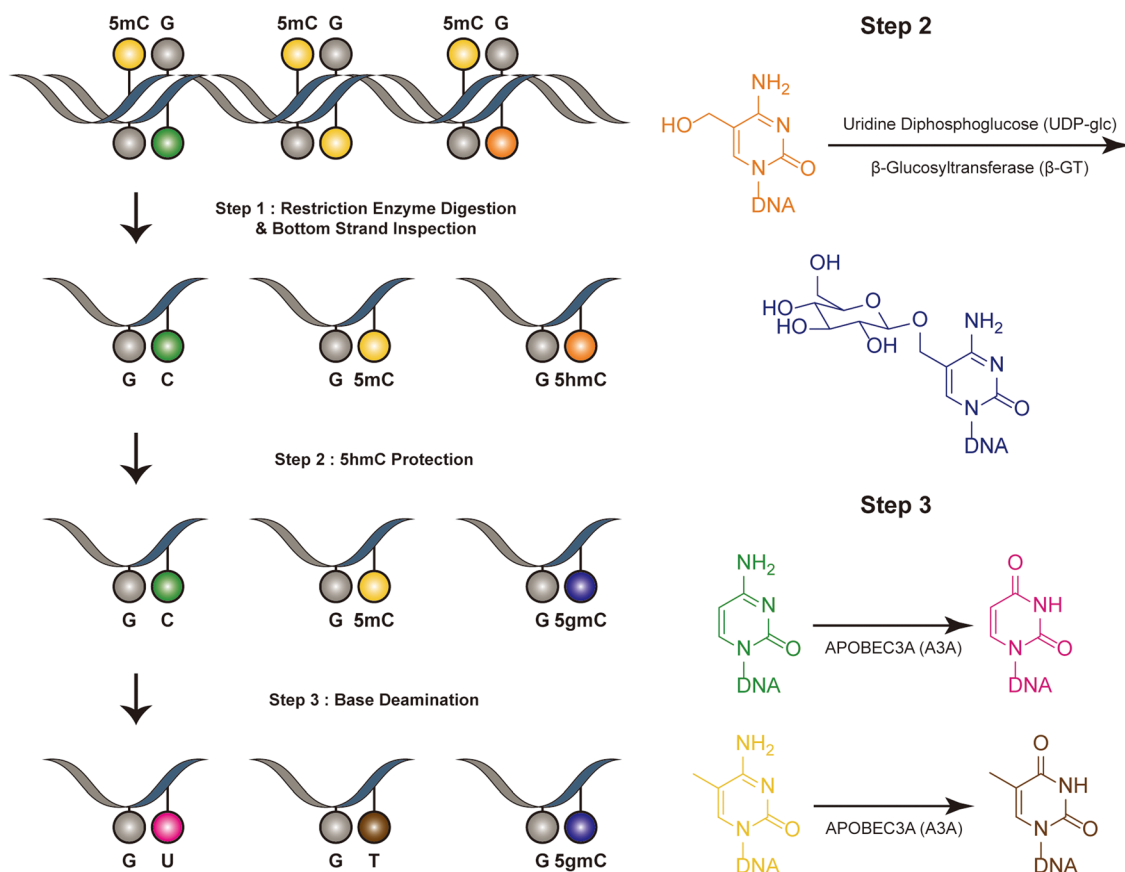 5mC G
5mC G
5mC G
Step 1 : Restriction Enzyme Digestion
& Bottom Strand Inspection
G C
G 5mC
G 5hmC
Step 2 : 5hmC Protection
G C
G 5mC
G 5gmC
Step 3 : Base Deamination
G U
G T
G 5gmC
Step 2
NH2
HO
N
N
O
DNA
Uridine Diphosphoglucose (UDP-glc)
β-Glucosyltransferase (β-GT)
OH
HO
O
HO
OH
O
NH2
N
N
O
DNA
Step 3
NH2
N
N
O
DNA
APOBEC3A (A3A)
O
NH
N
O
DNA
NH2
N
N
O
DNA
APOBEC3A (A3A)
O
NH
N
O
DNA